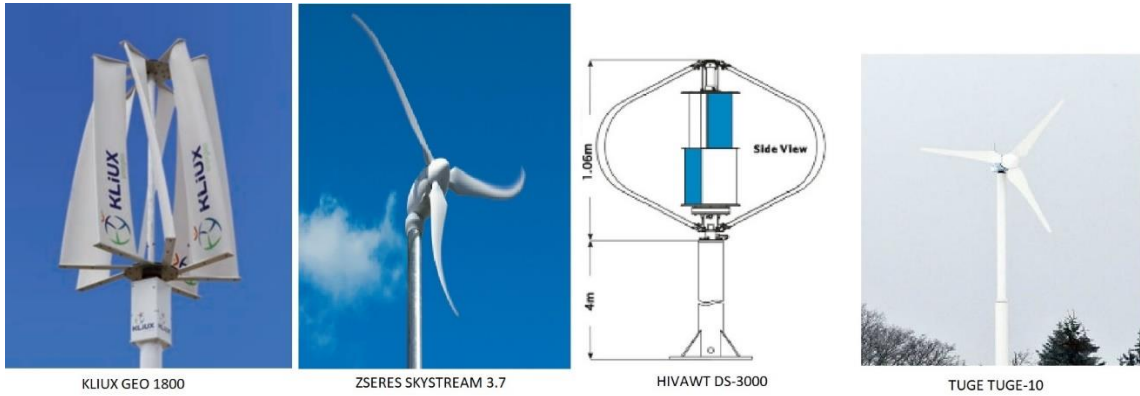 KLIUX
KLIUX
KLIUX
1.06m
4m
Side View
KLIUX GEO 1800
ZSERES SKYSTREAM 3.7
HIVAWT DS-3000
TUGE TUGE-10